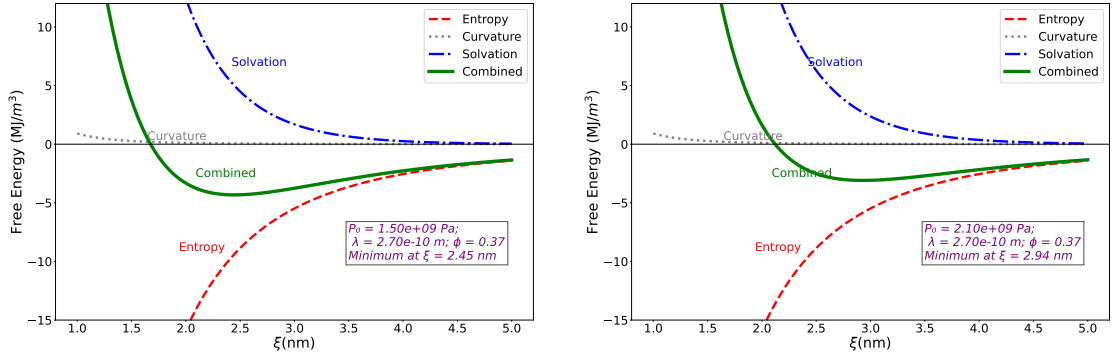 10
5
0
−5
−10
−15
Free Energy (MJ/m³)
1.0 1.5 2.0 2.5 3.0 3.5 4.0 4.5 5.0
ξ(nm)
Entropy
Curvature
Solvation
Combined
Solvation
Curvature
Combined
Entropy
P₀ = 1.50e+09 Pa;
λ = 2.70e-10 m; ϕ = 0.37
Minimum at ξ = 2.45 nm
10
5
0
−5
−10
−15
Free Energy (MJ/m³)
1.0 1.5 2.0 2.5 3.0 3.5 4.0 4.5 5.0
ξ(nm)
Entropy
Curvature
Solvation
Combined
Solvation
Curvature
Combined
Entropy
P₀ = 2.10e+09 Pa;
λ = 2.70e-10 m; ϕ = 0.37
Minimum at ξ = 2.94 nm